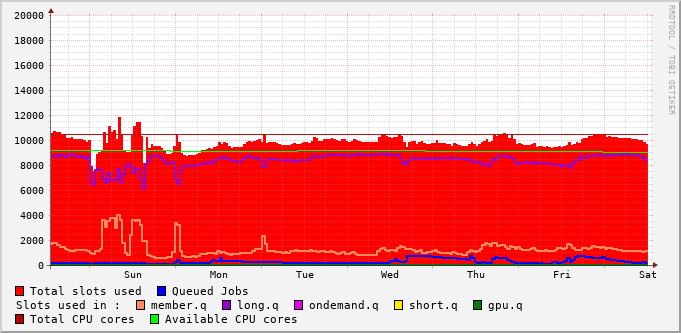 20000
18000
16000
14000
12000
10000
8000
6000
4000
2000
0
Sun Mon Tue Wed Thu Fri Sat
RRDTOOL / TOBI OETIKER
Total slots used Queued Jobs
Slots used in : member.q long.q ondemand.q short.q gpu.q
Total CPU cores Available CPU cores